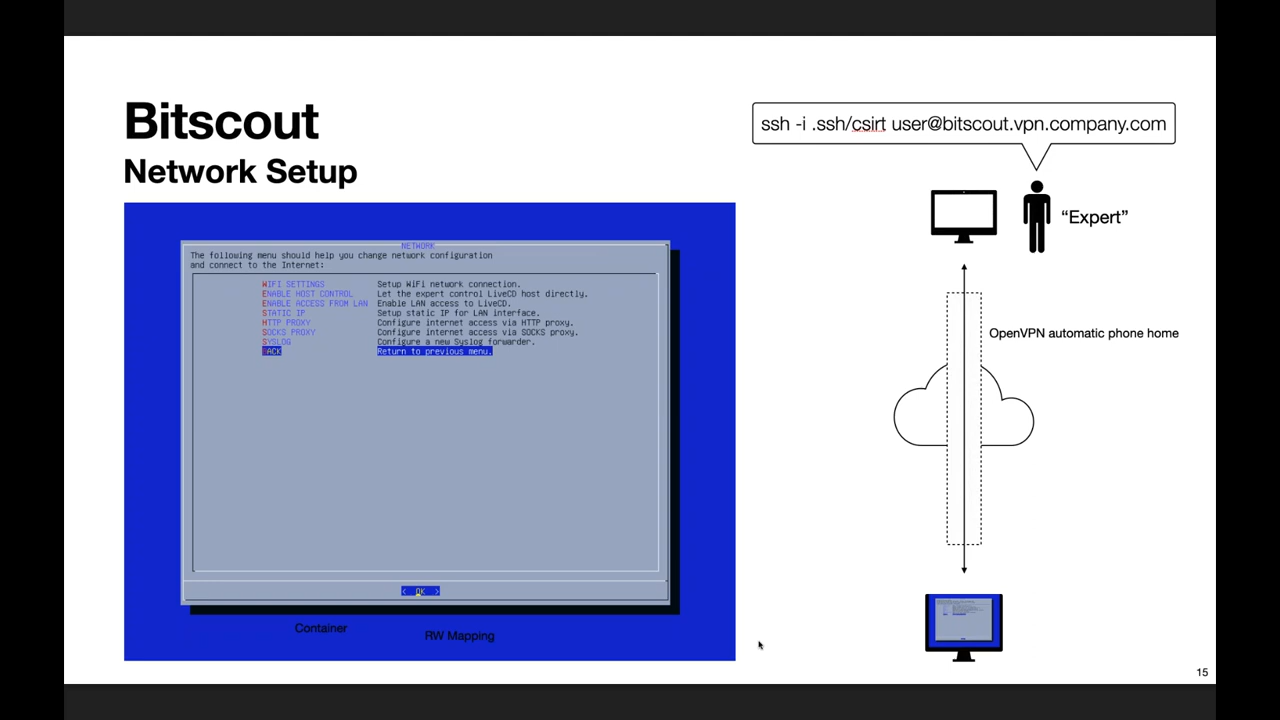 Bitscout
Network Setup
ssh -i .ssh/csirt user@bitscout.vpn.company.com
“Expert”
NETWORK
The following menu should help you change network configuration
and connect to the Internet:
WIFI SETTINGS Setup WiFi network connection.
ENABLE HOST CONTROL Let the expert control LiveCD host directly.
ENABLE ACCESS FROM LAN Enable LAN access to LiveCD.
STATIC IP Setup static IP for LAN interface.
HTTP PROXY Configure internet access via HTTP proxy.
SOCKS PROXY Configure internet access via SOCKS proxy.
SYSLOG Configure a new Syslog forwarder.
BACK Return to previous menu.
< OK >
Container
RW Mapping
OpenVPN automatic phone home
15